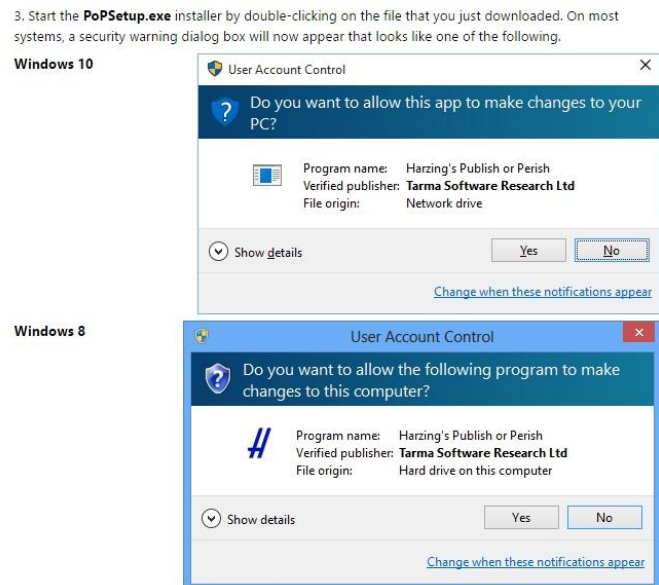 3. Start the PoPSetup.exe installer by double-clicking on the file that you just downloaded. On most
systems, a security warning dialog box will now appear that looks like one of the following.
Windows 10
User Account Control
Do you want to allow this app to make changes to your
PC?
Program name: Harzing's Publish or Perish
Verified publisher: Tarma Software Research Ltd
File origin: Network drive
Show details
Yes
No
Change when these notifications appear
Windows 8
User Account Control
Do you want to allow the following program to make
changes to this computer?
Program name: Harzing's Publish or Perish
Verified publisher: Tarma Software Research Ltd
File origin: Hard drive on this computer
Show details
Yes
No
Change when these notifications appear